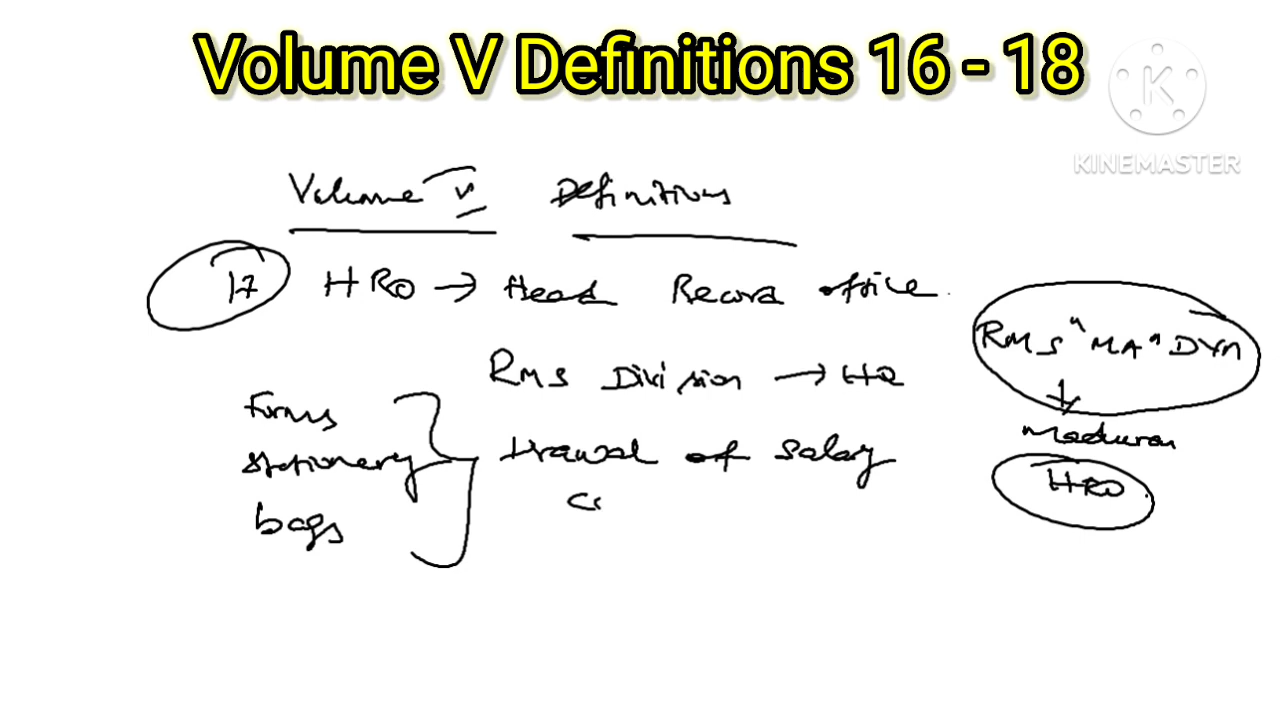 Volume V Definitions 16 - 18
KINEMASTER
Volume V Definitions
17 HRO → Head Record office.
RMS "MA" DVN
RMS Division → HQ
Forms
Madurai
stationery
drawal of salary
HRO
bags